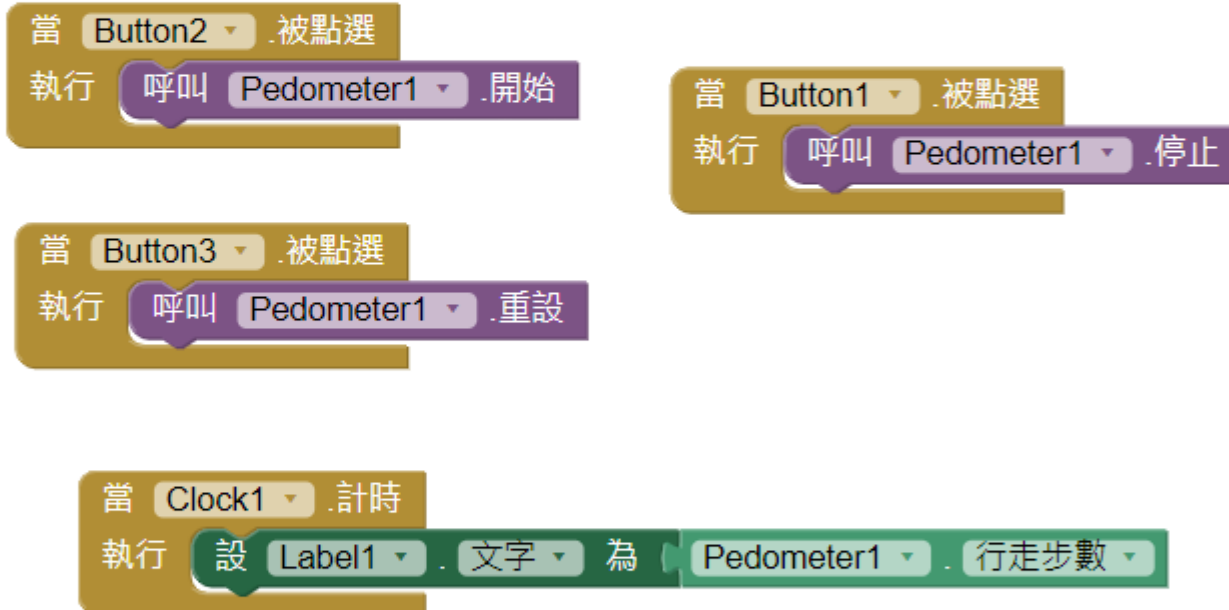 當 Button2 .被點選
執行 呼叫 Pedometer1 .開始
當 Button1 .被點選
執行 呼叫 Pedometer1 .停止
當 Button3 .被點選
執行 呼叫 Pedometer1 .重設
當 Clock1 .計時
執行 設 Label1 . 文字 為 Pedometer1 . 行走步數